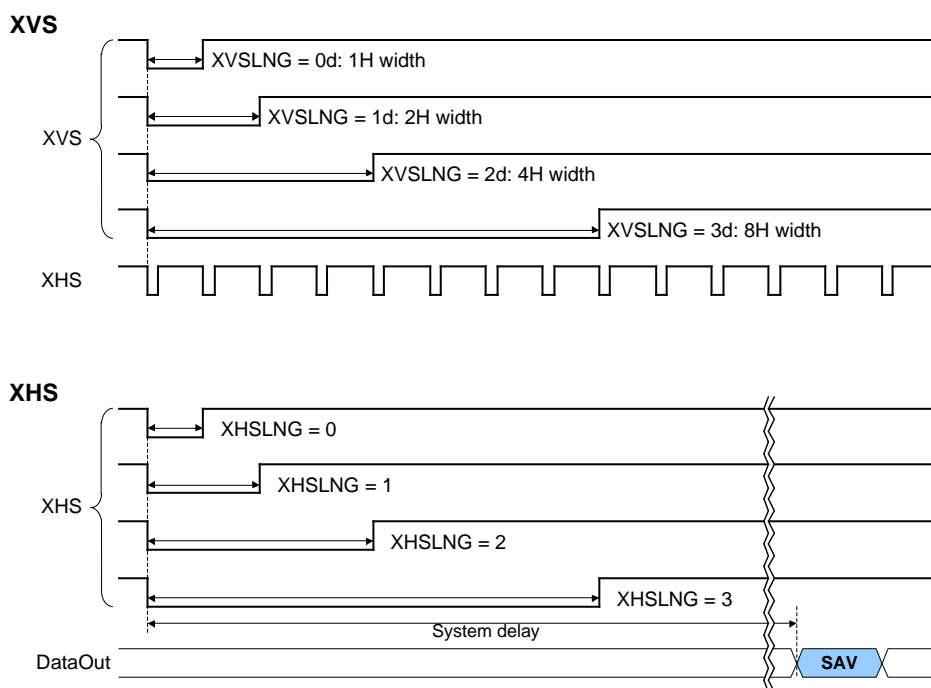 XVS
XVSLNG = 0d: 1H width
XVSLNG = 1d: 2H width
XVS
XVSLNG = 2d: 4H width
XVSLNG = 3d: 8H width
XHS
XHS
XHSLNG = 0
XHSLNG = 1
XHS
XHSLNG = 2
XHSLNG = 3
System delay
DataOut
SAV